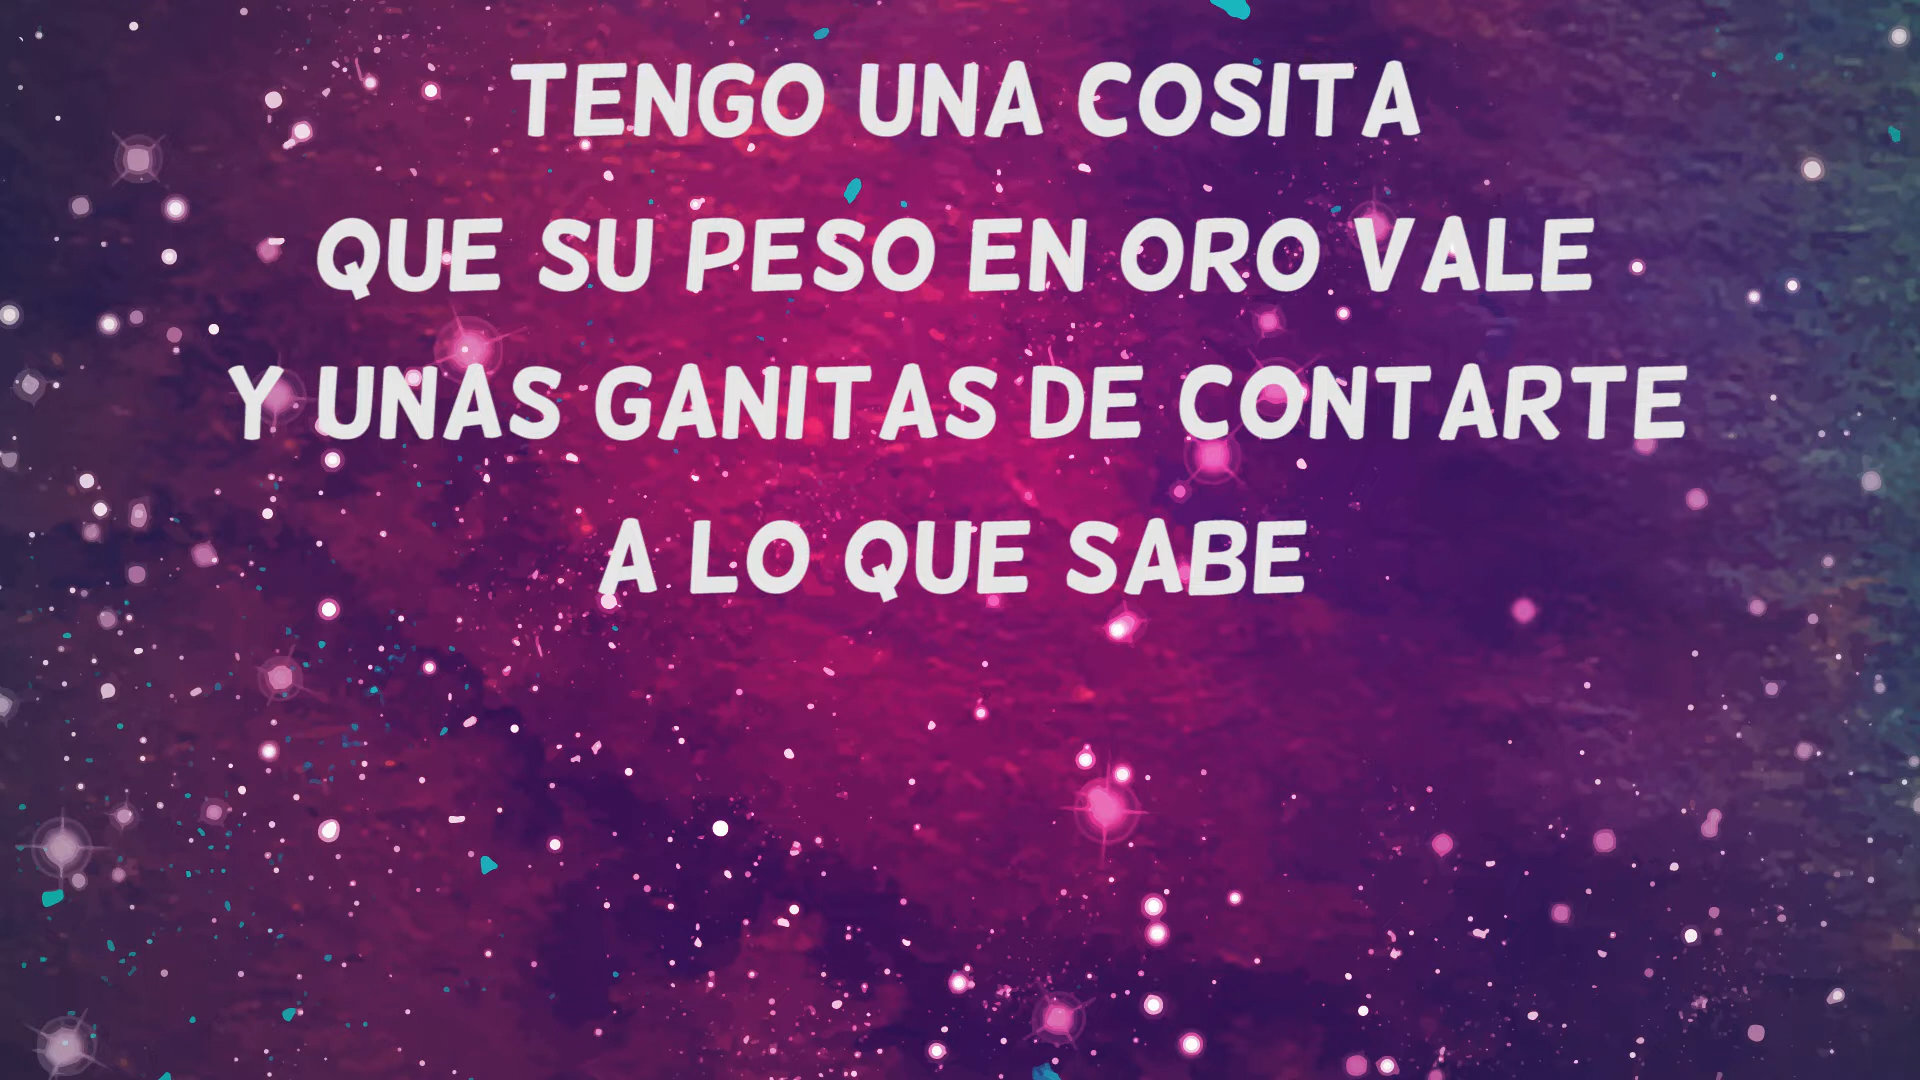 TENGO UNA COSITA
QUE SU PESO EN ORO VALE
Y UNAS GANITAS DE CONTARTE
A LO QUE SABE